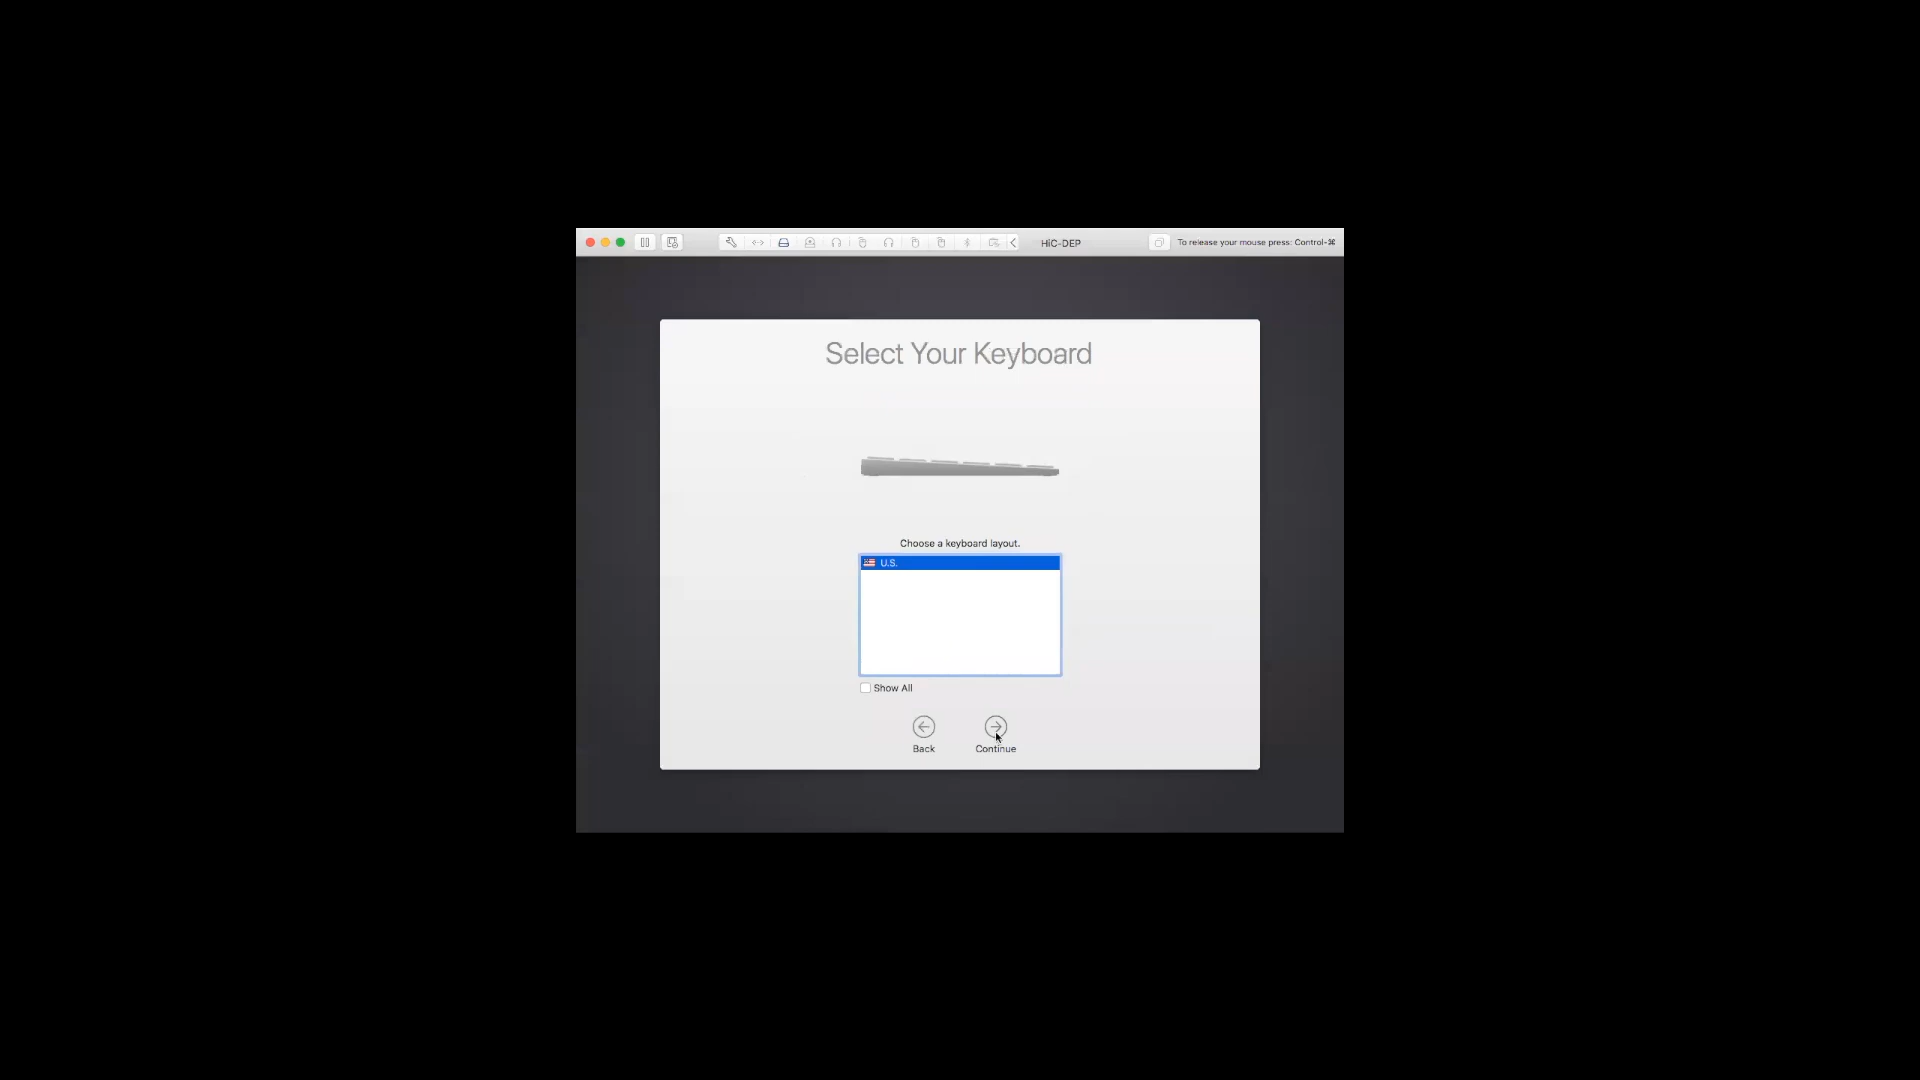 HiC-DEP
To release your mouse press: Control-⌘
Select Your Keyboard
Choose a keyboard layout.
U.S.
Show All
Back
Continue